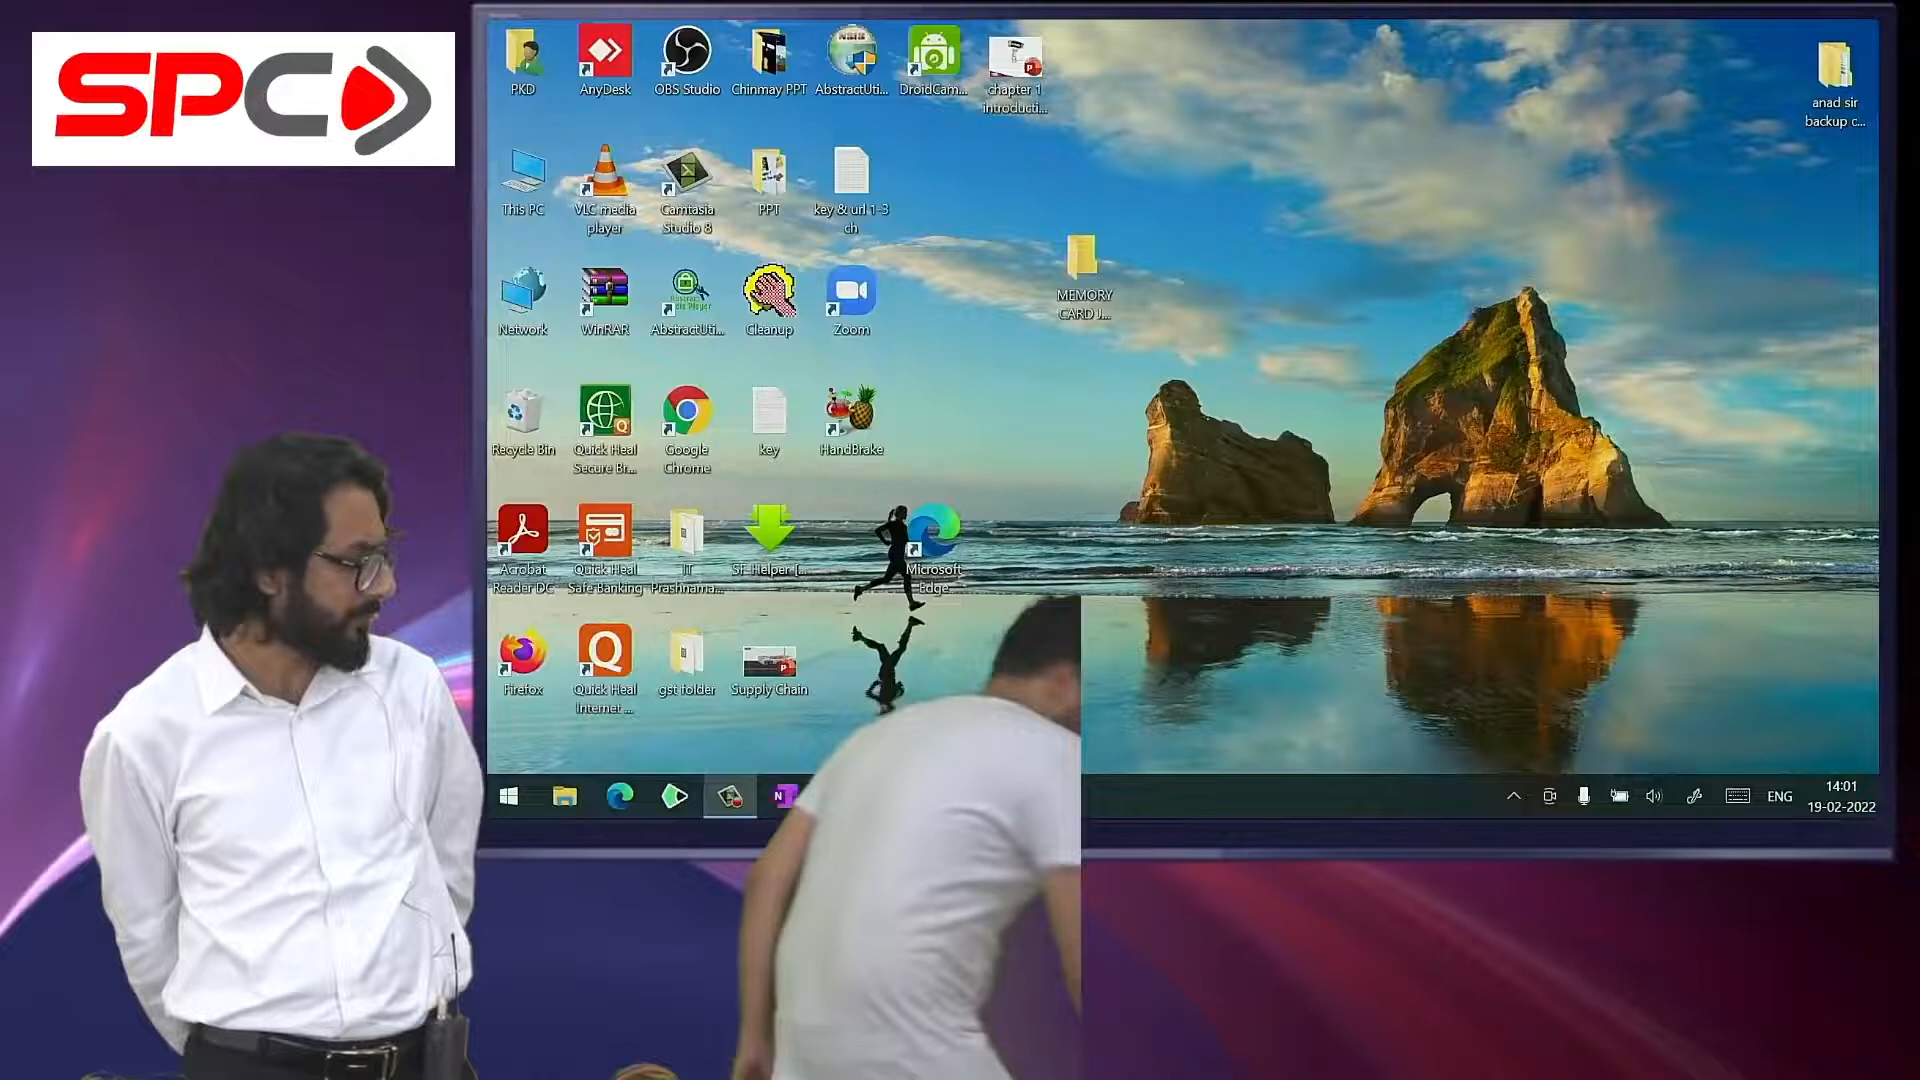 SPC
PKD
AnyDesk
OBS Studio
Chinmay PPT
AbstractUti...
DroidCam...
chapter 1
introducti...
anad sir
backup c...
This PC
VLC media
player
Camtasia
Studio 8
PPT
key & url 1-3
ch
MEMORY
CARD J...
Network
WinRAR
AbstractUti...
Cleanup
Zoom
Recycle Bin
Quick Heal
Secure Br...
Google
Chrome
key
HandBrake
Acrobat
Reader DC
Quick Heal
Safe Banking
IT
Prashnama...
SF Helper [...
Microsoft
Edge
Firefox
Quick Heal
Internet ...
gst folder
Supply Chain
ENG
14:01
19-02-2022